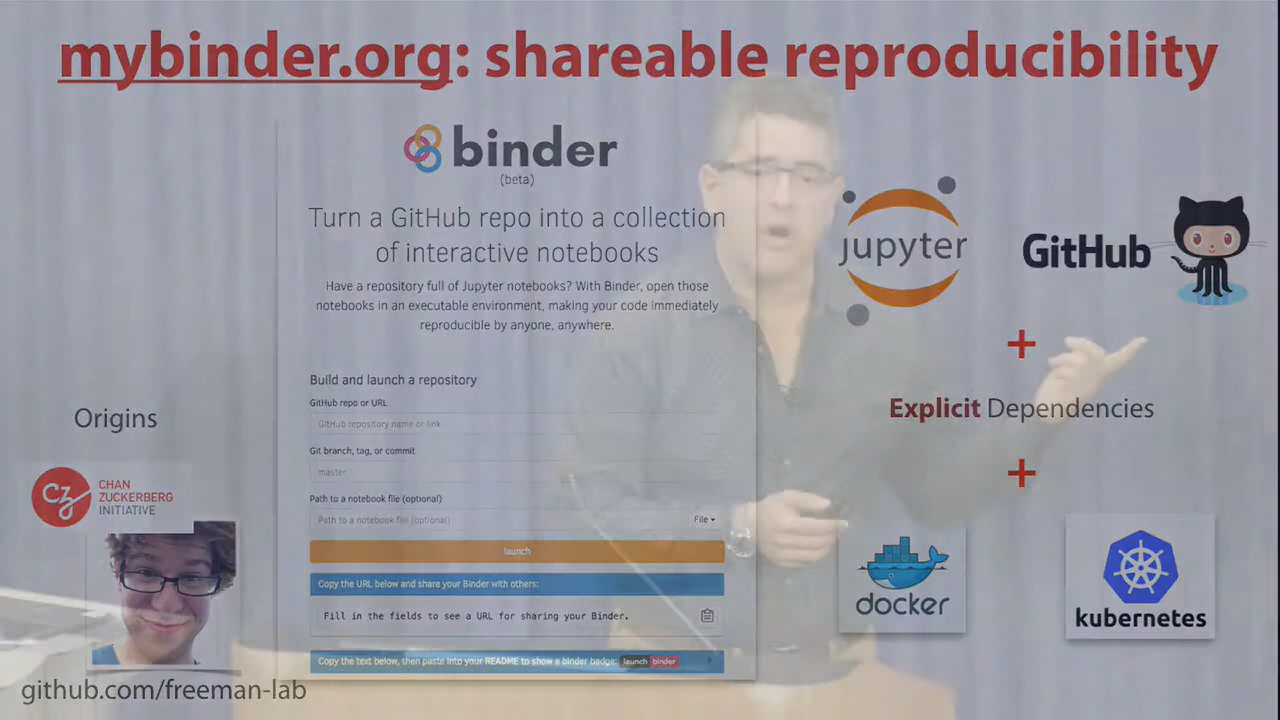 mybinder.org: shareable reproducibility
binder
(beta)
Turn a GitHub repo into a collection
of interactive notebooks
Have a repository full of Jupyter notebooks? With Binder, open those
notebooks in an executable environment, making your code immediately
reproducible by anyone, anywhere.
Build and launch a repository
GitHub repo or URL
GitHub repository name or link
Git branch, tag, or commit
master
Path to a notebook file (optional)
Path to a notebook file (optional)
File
launch
Copy the URL below and share your Binder with others:
Fill in the fields to see a URL for sharing your Binder.
Copy the text below, then paste into your README to show a binder badge: launch binder
Origins
CZ
CHAN
ZUCKERBERG
INITIATIVE
github.com/freeman-lab
jupyter
GitHub
+
Explicit Dependencies
+
docker
kubernetes